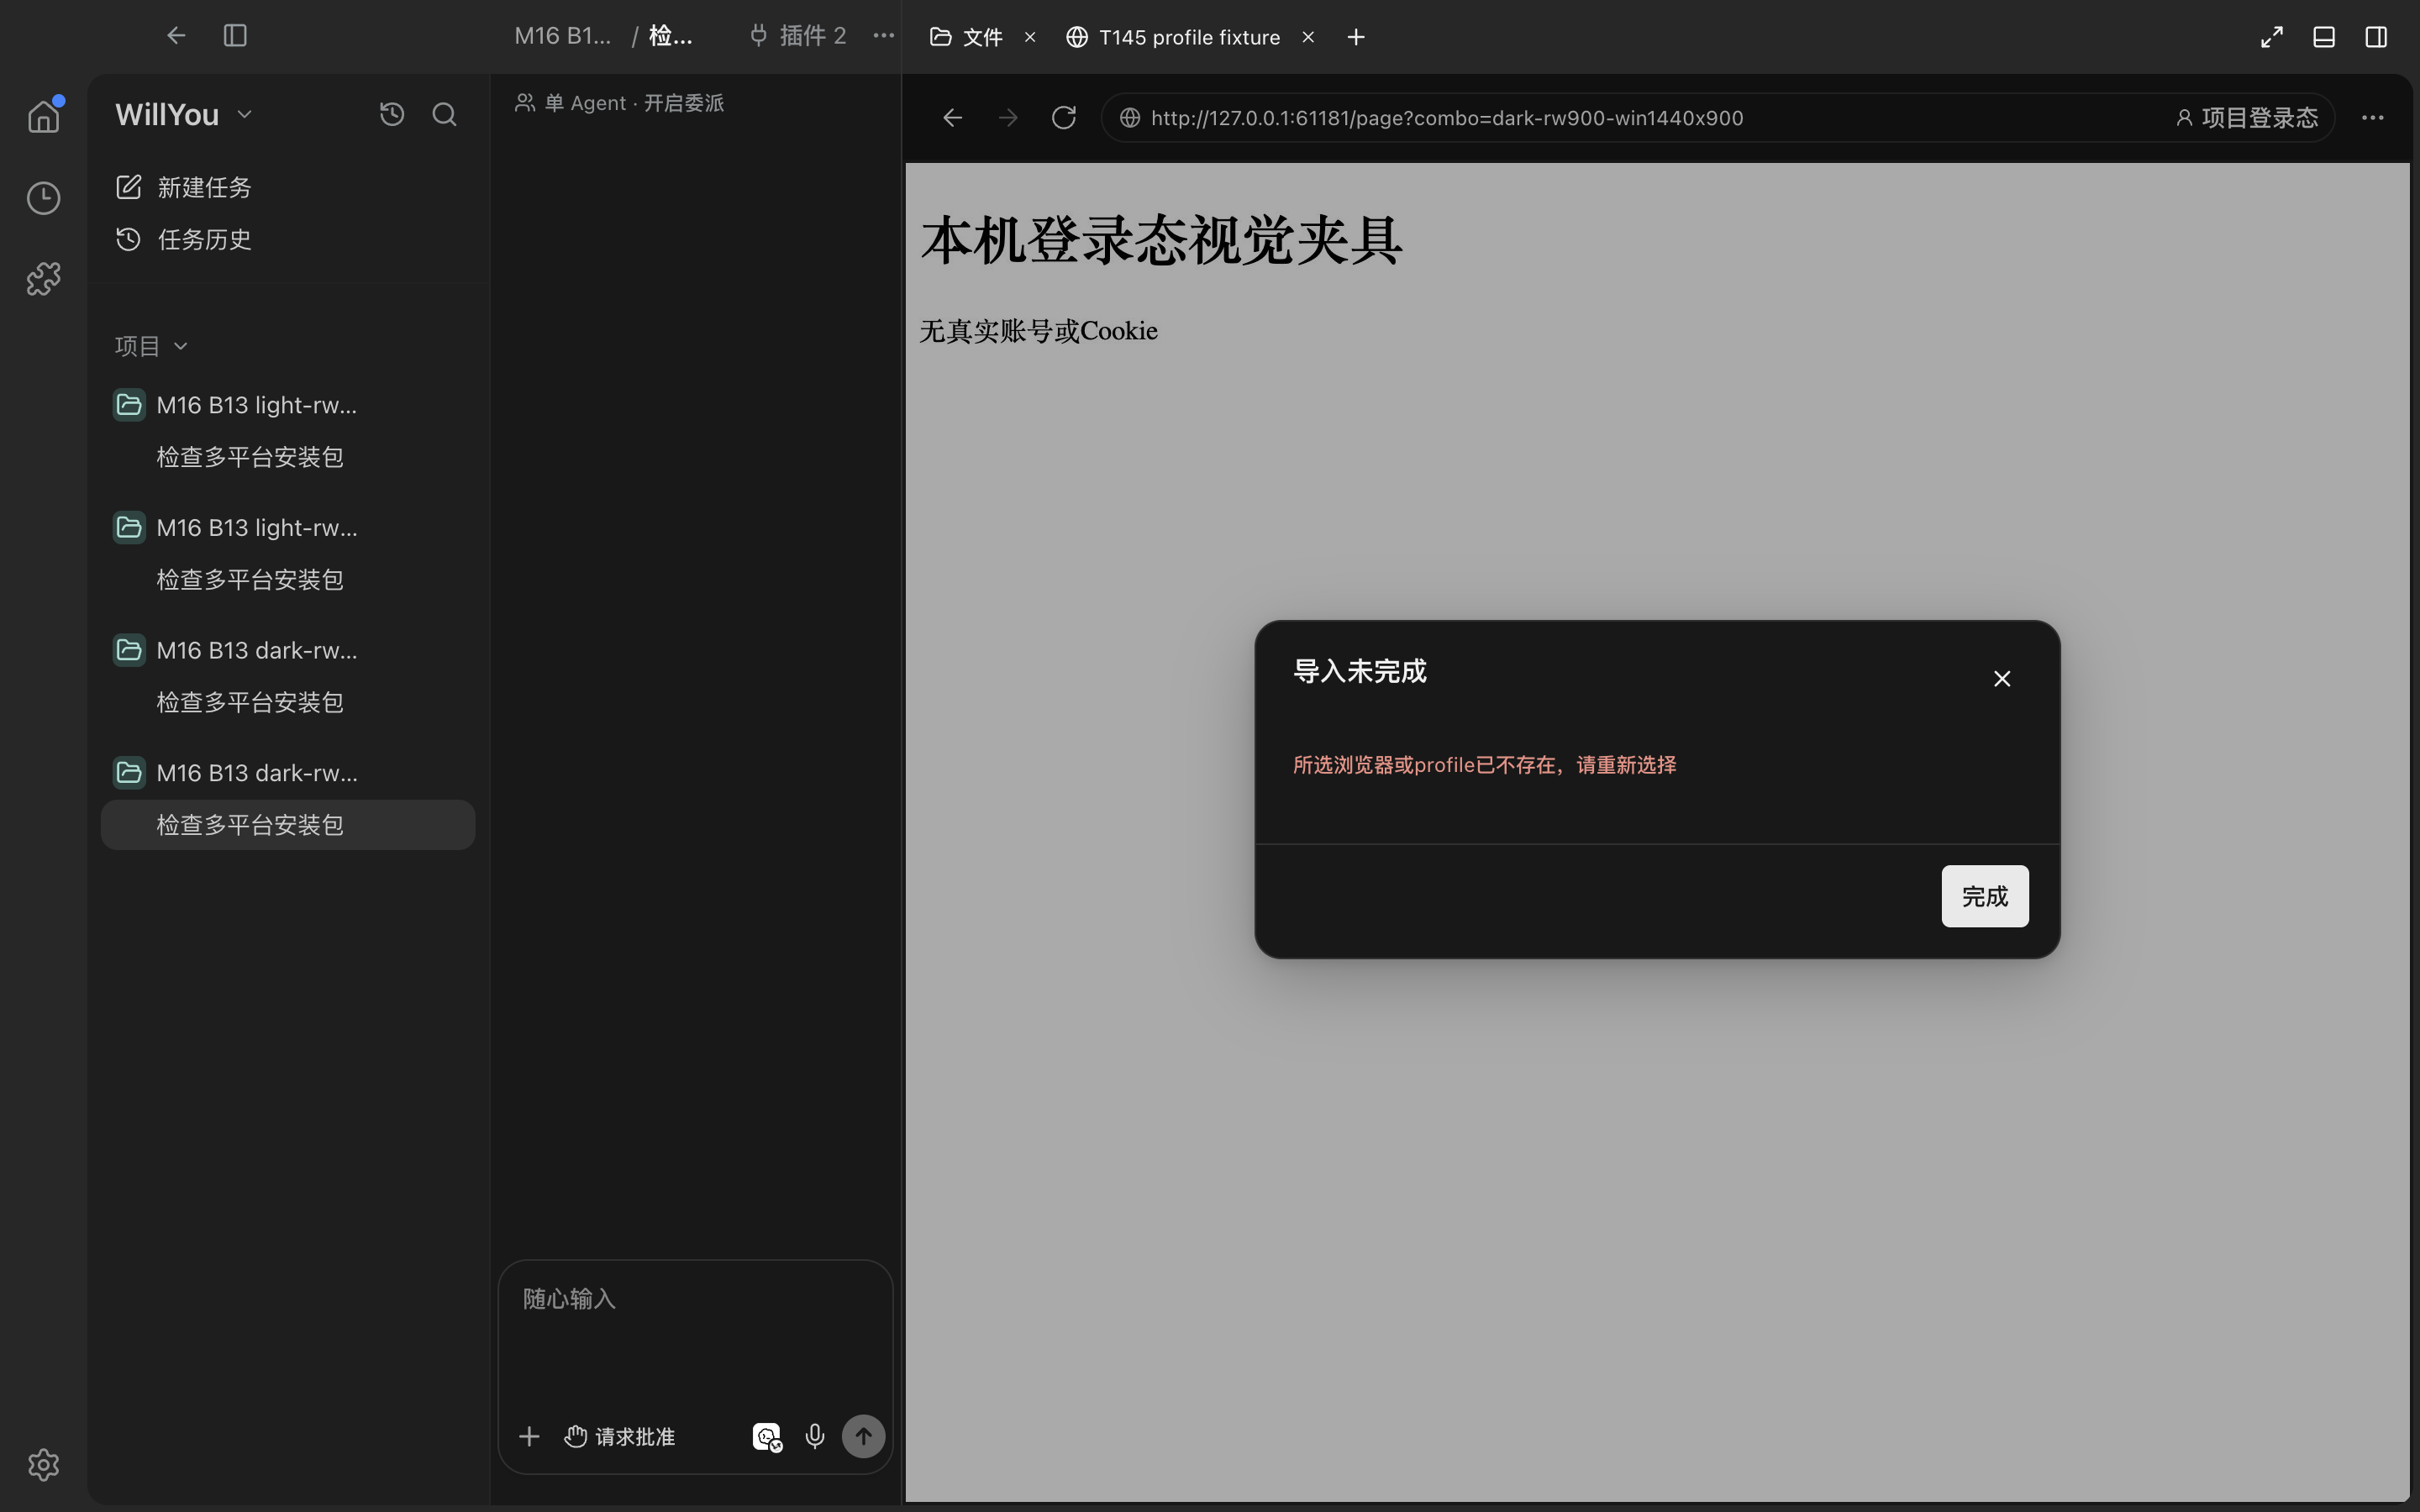 M16 B1... / 检...
插件 2
文件
T145 profile fixture
WillYou
单 Agent · 开启委派
http://127.0.0.1:61181/page?combo=dark-rw900-win1440x900
项目登录态
新建任务
任务历史
项目
M16 B13 light-rw...
检查多平台安装包
M16 B13 light-rw...
检查多平台安装包
M16 B13 dark-rw...
检查多平台安装包
M16 B13 dark-rw...
检查多平台安装包
本机登录态视觉夹具
无真实账号或Cookie
导入未完成
所选浏览器或profile已不存在，请重新选择
完成
随心输入
请求批准